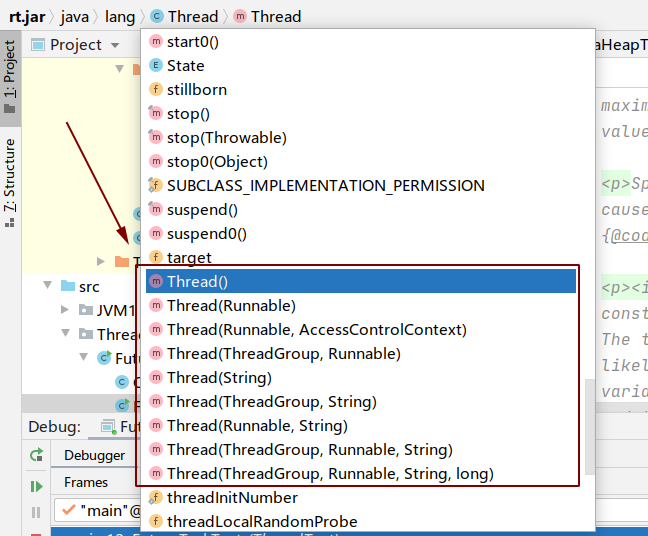 rt.jar java lang Thread Thread
1: Project
7: Structure
Project
start0()
State
stillborn
stop()
stop(Throwable)
stop0(Object)
SUBCLASS_IMPLEMENTATION_PERMISSION
suspend()
suspend0()
target
Thread()
Thread(Runnable)
Thread(Runnable, AccessControlContext)
Thread(ThreadGroup, Runnable)
Thread(String)
Thread(ThreadGroup, String)
Thread(Runnable, String)
Thread(ThreadGroup, Runnable, String)
Thread(ThreadGroup, Runnable, String, long)
threadInitNumber
threadLocalRandomProbe
src
JVM1
Thread
Futu
aHeapT
maxim
value
<p>Sp
cause
{@cod
<p><i
const
The t
likel
varia
Debug:
Fut
Debugger
Frames
"main"@